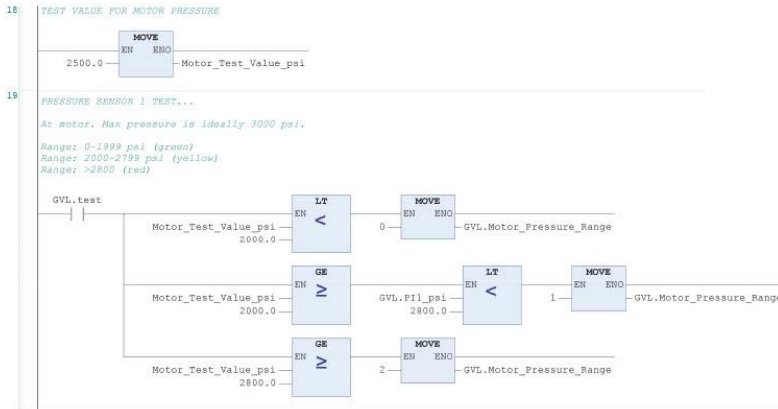 18
TEST VALUE FOR MOTOR PRESSURE
MOVE
EN ENO
2500.0 Motor_Test_Value_psi
19
PRESSURE SENSOR 1 TEST...
At motor. Max pressure is ideally 3000 psi.
Range: 0-1999 psi (green)
Range: 2000-2799 psi (yellow)
Range: >2800 (red)
GVL.test
LT MOVE
EN < EN ENO
Motor_Test_Value_psi 0 GVL.Motor_Pressure_Range
2000.0
GE LT MOVE
EN ≥ EN < EN ENO
Motor_Test_Value_psi GVL.PI1_psi 1 GVL.Motor_Pressure_Range
2000.0 2800.0
GE MOVE
EN ≥ EN ENO
Motor_Test_Value_psi 2 GVL.Motor_Pressure_Range
2800.0